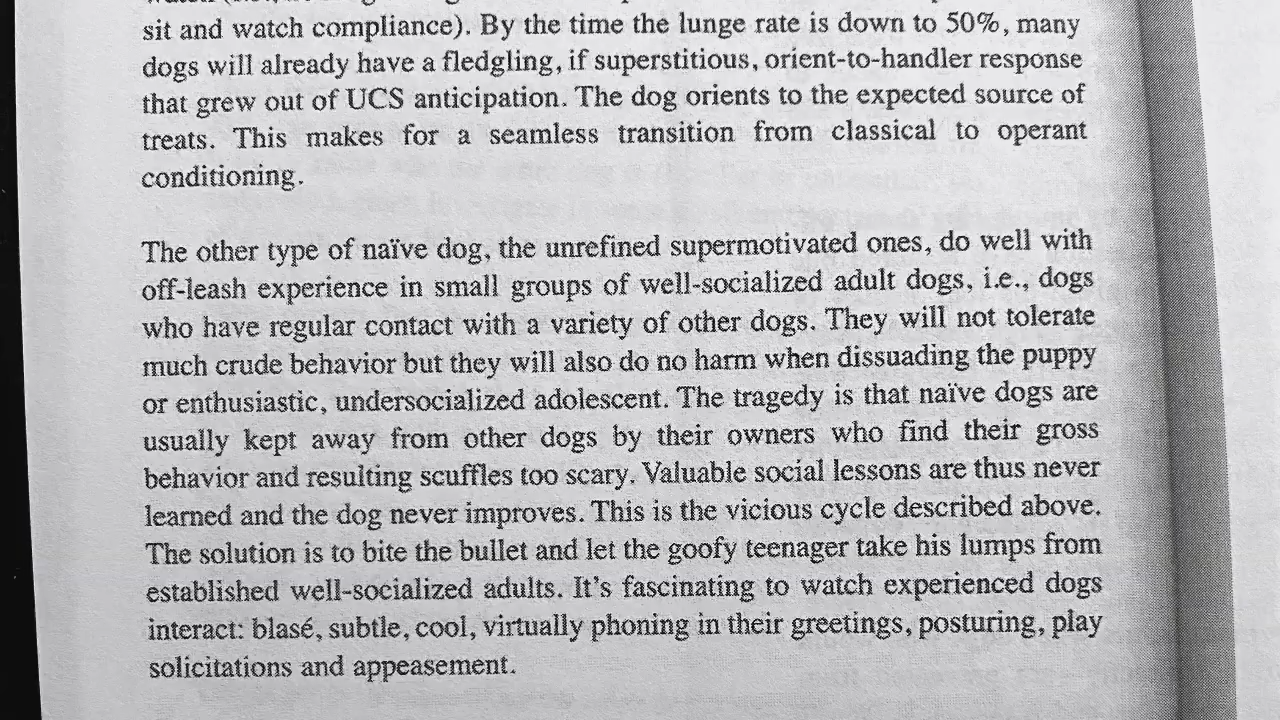 sit and watch compliance). By the time the lunge rate is down to 50%, many
dogs will already have a fledgling, if superstitious, orient-to-handler response
that grew out of UCS anticipation. The dog orients to the expected source of
treats. This makes for a seamless transition from classical to operant
conditioning.
The other type of naïve dog, the unrefined supermotivated ones, do well with
off-leash experience in small groups of well-socialized adult dogs, i.e., dogs
who have regular contact with a variety of other dogs. They will not tolerate
much crude behavior but they will also do no harm when dissuading the puppy
or enthusiastic, undersocialized adolescent. The tragedy is that naïve dogs are
usually kept away from other dogs by their owners who find their gross
behavior and resulting scuffles too scary. Valuable social lessons are thus never
learned and the dog never improves. This is the vicious cycle described above.
The solution is to bite the bullet and let the goofy teenager take his lumps from
established well-socialized adults. It's fascinating to watch experienced dogs
interact: blasé, subtle, cool, virtually phoning in their greetings, posturing, play
solicitations and appeasement.